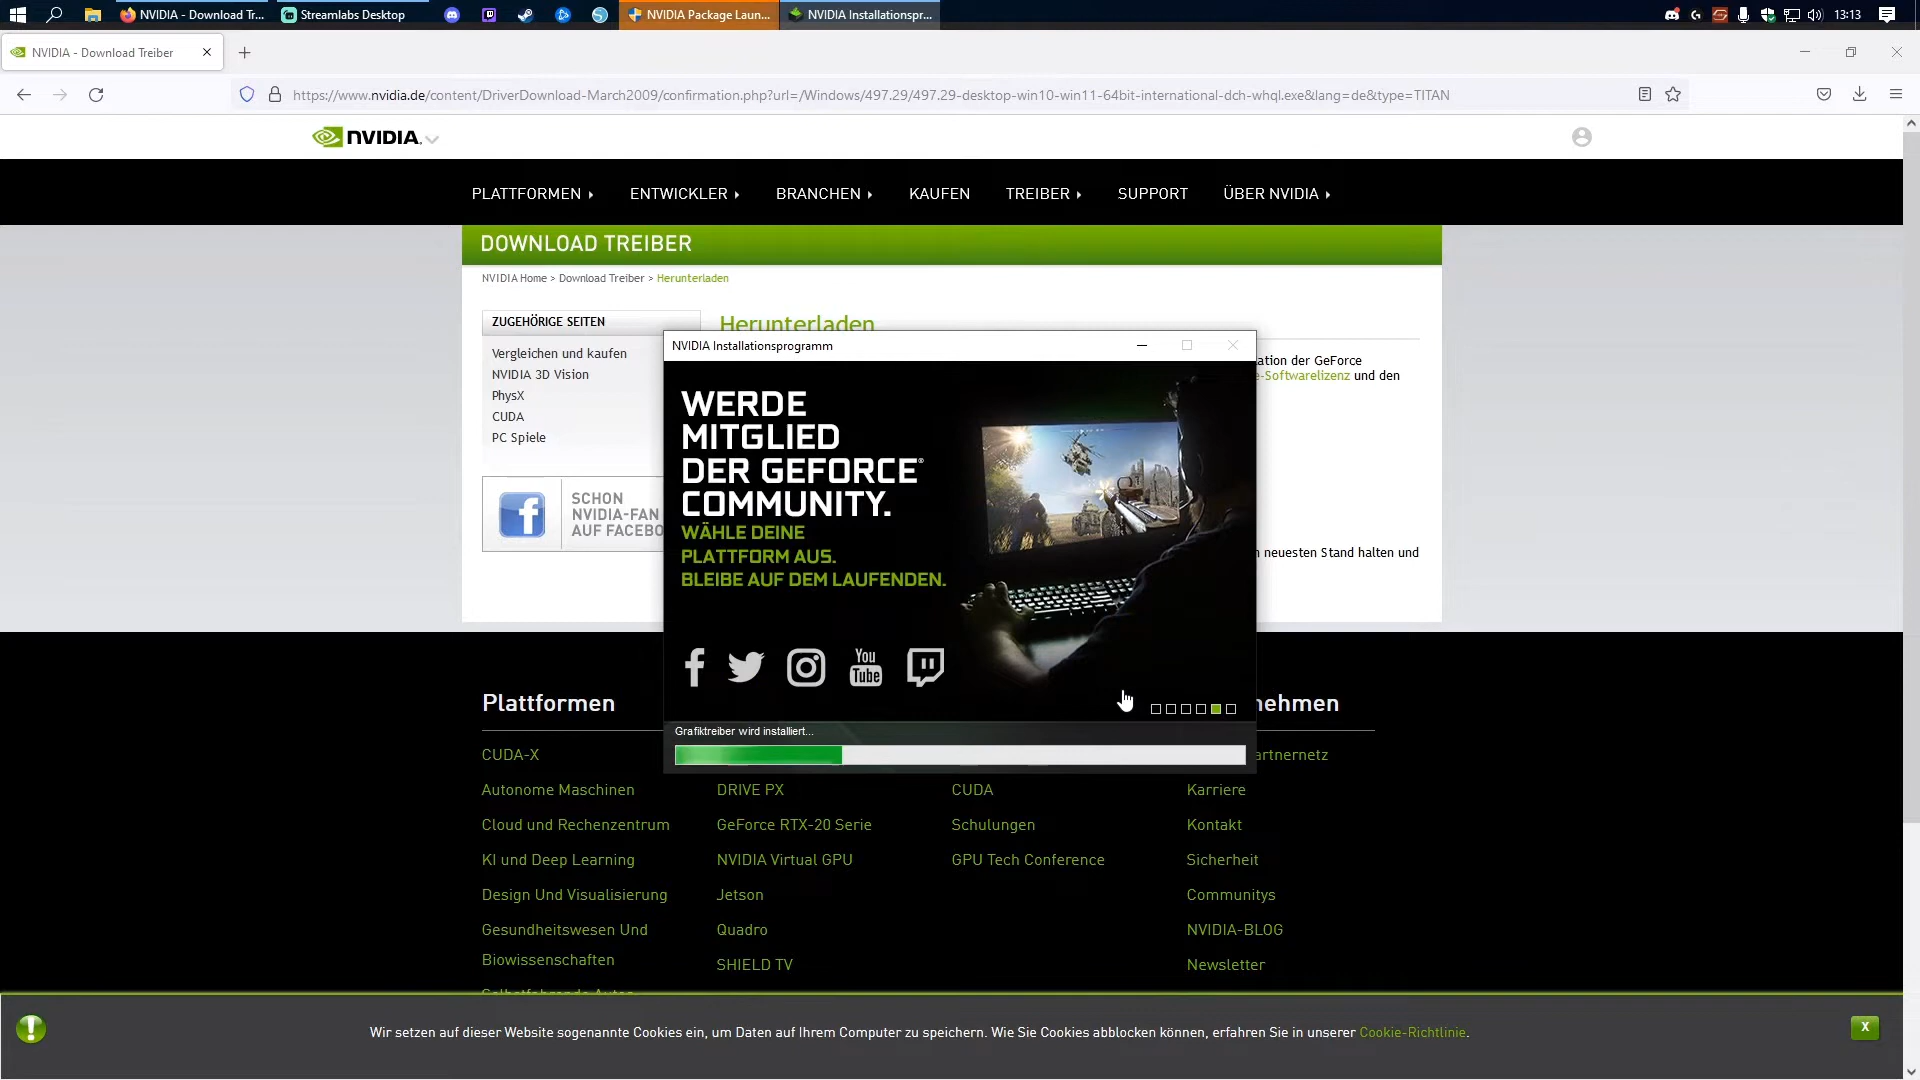 NVIDIA - Download Tr...
Streamlabs Desktop
NVIDIA Package Laun...
NVIDIA Installationspr...
13:13
NVIDIA - Download Treiber
https://www.nvidia.de/content/DriverDownload-March2009/confirmation.php?url=/Windows/497.29/497.29-desktop-win10-win11-64bit-international-dch-whql.exe&lang=de&type=TITAN
NVIDIA.
PLATTFORMEN
ENTWICKLER
BRANCHEN
KAUFEN
TREIBER
SUPPORT
ÜBER NVIDIA
DOWNLOAD TREIBER
NVIDIA Home > Download Treiber > Herunterladen
ZUGEHÖRIGE SEITEN
Vergleichen und kaufen
NVIDIA 3D Vision
PhysX
CUDA
PC Spiele
SCHON
NVIDIA-FAN
AUF FACEBO
Herunterladen
ation der GeForce
e-Softwarelizenz und den
n neuesten Stand halten und
NVIDIA Installationsprogramm
WERDE
MITGLIED
DER GEFORCE®
COMMUNITY.
WÄHLE DEINE
PLATTFORM AUS.
BLEIBE AUF DEM LAUFENDEN.
You
Tube
Grafiktreiber wird installiert...
Plattformen
CUDA-X
Autonome Maschinen
Cloud und Rechenzentrum
KI und Deep Learning
Design Und Visualisierung
Gesundheitswesen Und
Biowissenschaften
Selbstfahrende Autos
DRIVE PX
GeForce RTX-20 Serie
NVIDIA Virtual GPU
Jetson
Quadro
SHIELD TV
CUDA
Schulungen
GPU Tech Conference
nehmen
artnernetz
Karriere
Kontakt
Sicherheit
Communitys
NVIDIA-BLOG
Newsletter
Wir setzen auf dieser Website sogenannte Cookies ein, um Daten auf Ihrem Computer zu speichern. Wie Sie Cookies abblocken können, erfahren Sie in unserer Cookie-Richtlinie.
X